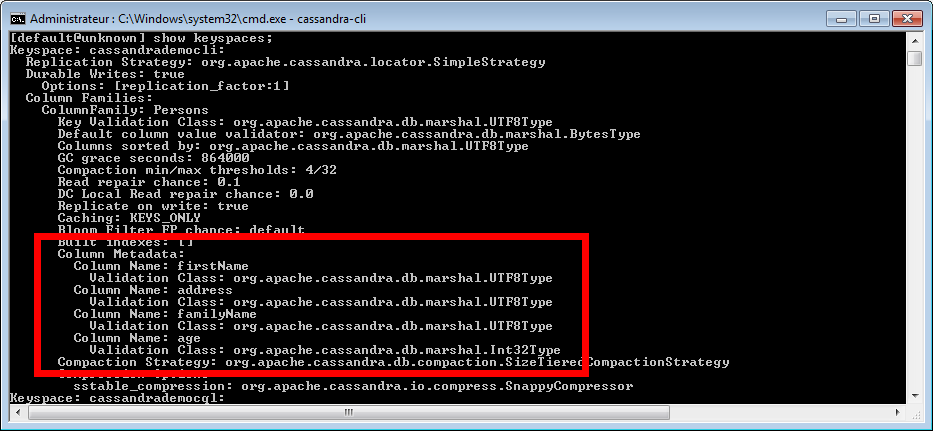 Administrateur : C:\Windows\system32\cmd.exe - cassandra-cli
[default@unknown] show keyspaces;
Keyspace: cassandrademocli:
Replication Strategy: org.apache.cassandra.locator.SimpleStrategy
Durable Writes: true
Options: [replication_factor:1]
Column Families:
ColumnFamily: Persons
Key Validation Class: org.apache.cassandra.db.marshal.UTF8Type
Default column value validator: org.apache.cassandra.db.marshal.BytesType
Columns sorted by: org.apache.cassandra.db.marshal.UTF8Type
GC grace seconds: 864000
Compaction min/max thresholds: 4/32
Read repair chance: 0.1
DC Local Read repair chance: 0.0
Replicate on write: true
Caching: KEYS_ONLY
Bloom Filter FP chance: default
Built indexes: []
Column Metadata:
Column Name: firstName
Validation Class: org.apache.cassandra.db.marshal.UTF8Type
Column Name: address
Validation Class: org.apache.cassandra.db.marshal.UTF8Type
Column Name: familyName
Validation Class: org.apache.cassandra.db.marshal.UTF8Type
Column Name: age
Validation Class: org.apache.cassandra.db.marshal.Int32Type
Compaction Strategy: org.apache.cassandra.db.compaction.SizeTieredCompactionStrategy
sstable_compression: org.apache.cassandra.io.compress.SnappyCompressor
Keyspace: cassandrademocql: